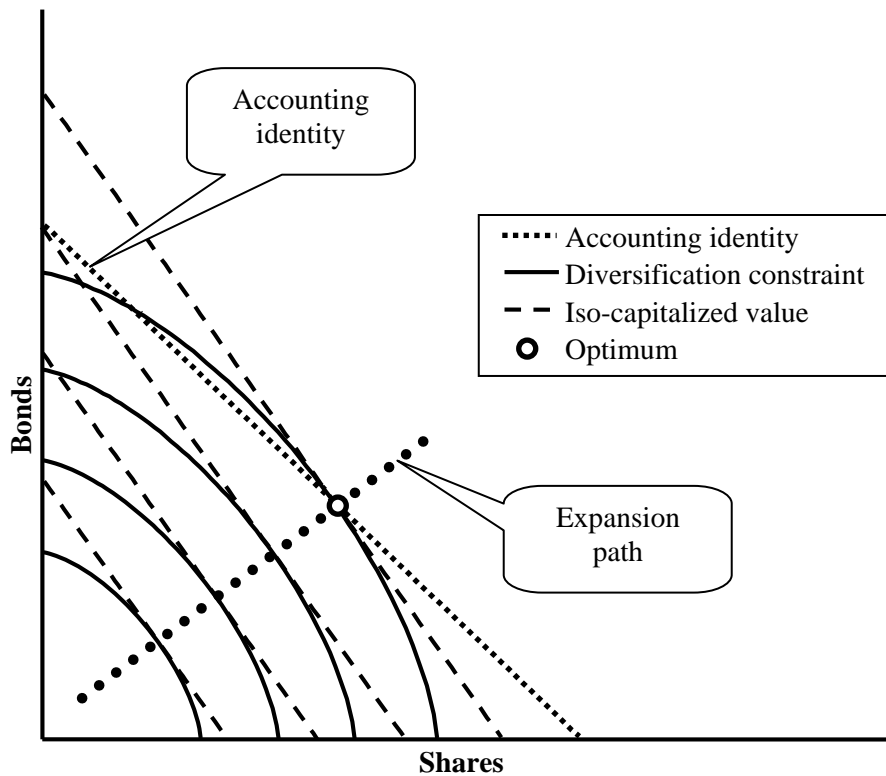 Accounting
identity
Accounting identity
Diversification constraint
Iso-capitalized value
Optimum
Bonds
Expansion
path
Shares